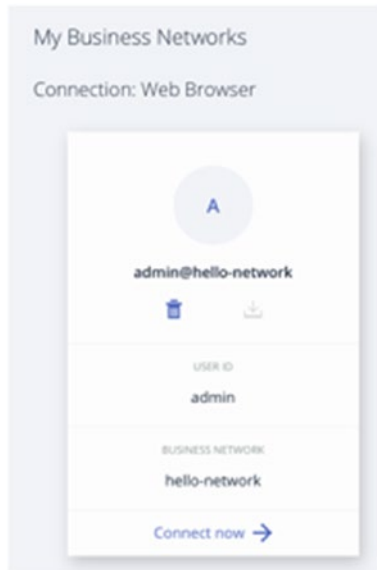 My Business Networks
Connection: Web Browser
A
admin@hello-network
USER ID
admin
BUSINESS NETWORK
hello-network
Connect now